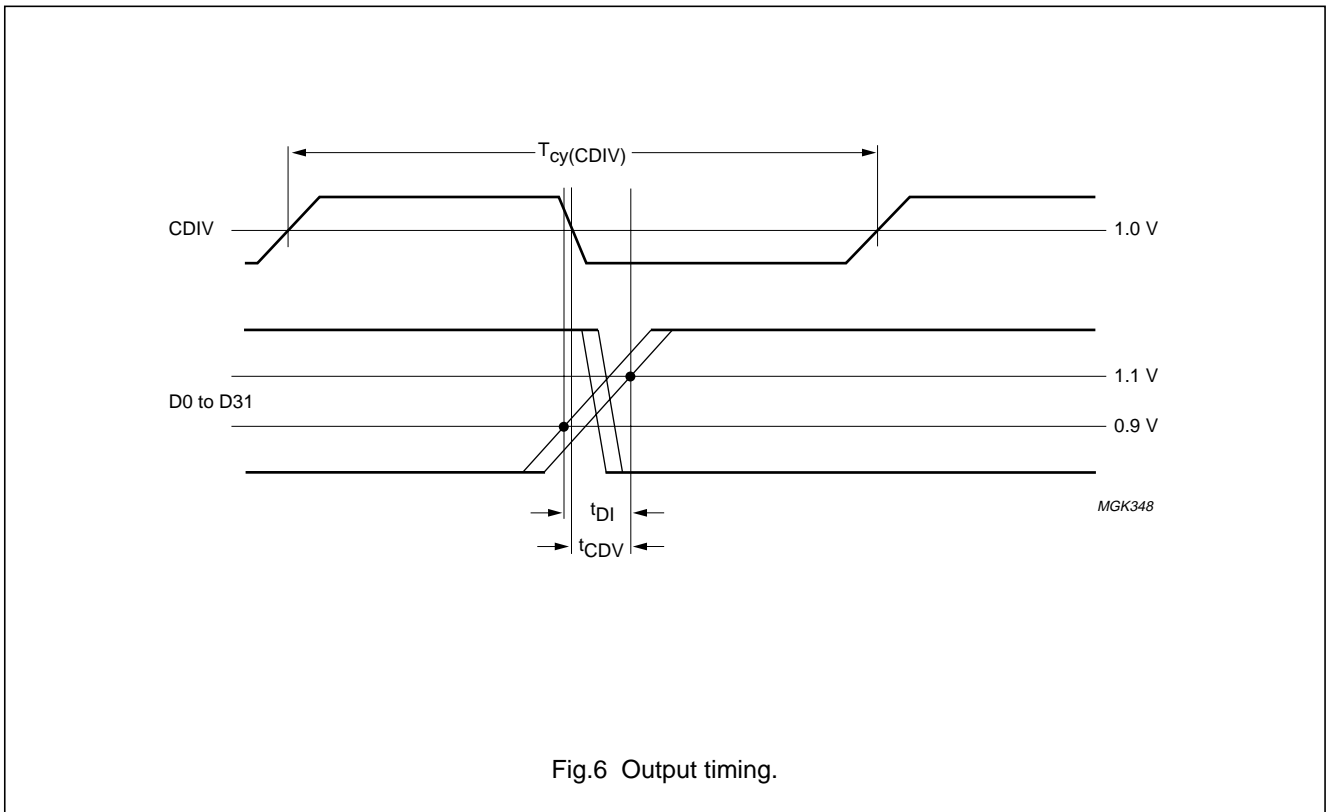 Tcy(CDIV)
CDIV
1.0 V
1.1 V
D0 to D31
0.9 V
MGK348
tDI
tCDV
Fig.6 Output timing.